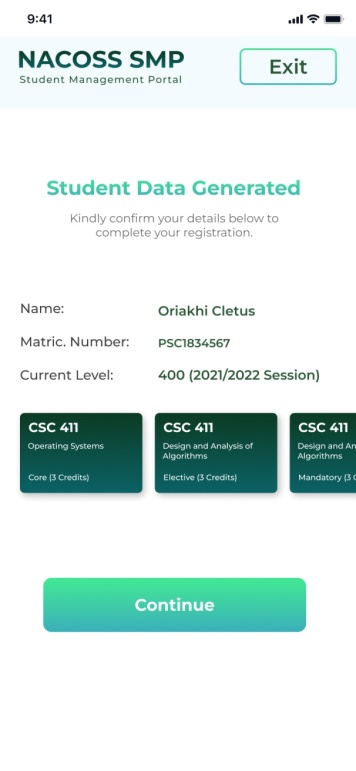 9:41
NACOSS SMP
Student Management Portal
Exit
Student Data Generated
Kindly confirm your details below to
complete your registration.
Name: Oriakhi Cletus
Matric. Number: PSC1834567
Current Level: 400 (2021/2022 Session)
CSC 411
Operating Systems
Core (3 Credits)
CSC 411
Design and Analysis of
Algorithms
Elective (3 Credits)
CSC 411
Design and
Algorithms
Mandatory (3
Continue